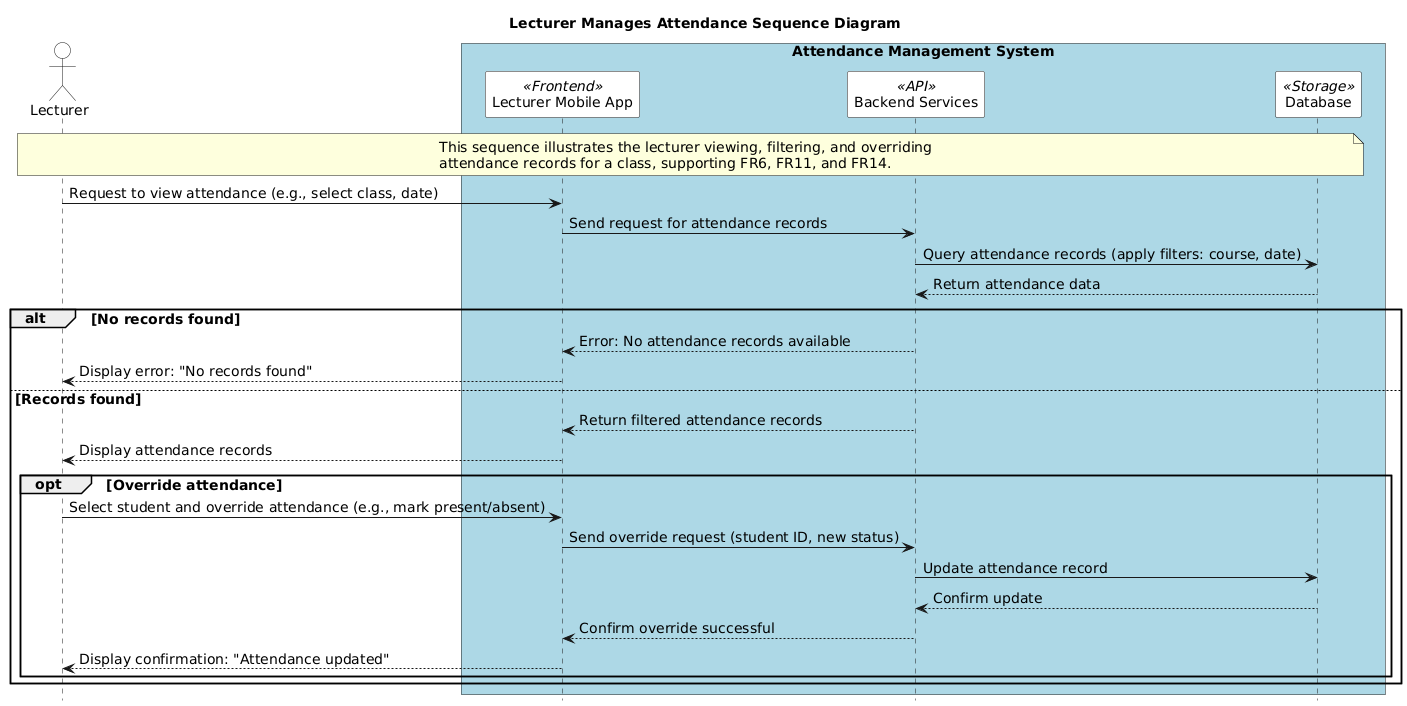 Lecturer Manages Attendance Sequence Diagram
Attendance Management System
Lecturer
«Frontend»
Lecturer Mobile App
«API»
Backend Services
«Storage»
Database
This sequence illustrates the lecturer viewing, filtering, and overriding
attendance records for a class, supporting FR6, FR11, and FR14.
Request to view attendance (e.g., select class, date)
Send request for attendance records
Query attendance records (apply filters: course, date)
Return attendance data
alt [No records found]
Error: No attendance records available
Display error: "No records found"
[Records found]
Return filtered attendance records
Display attendance records
opt [Override attendance]
Select student and override attendance (e.g., mark present/absent)
Send override request (student ID, new status)
Update attendance record
Confirm update
Confirm override successful
Display confirmation: "Attendance updated"